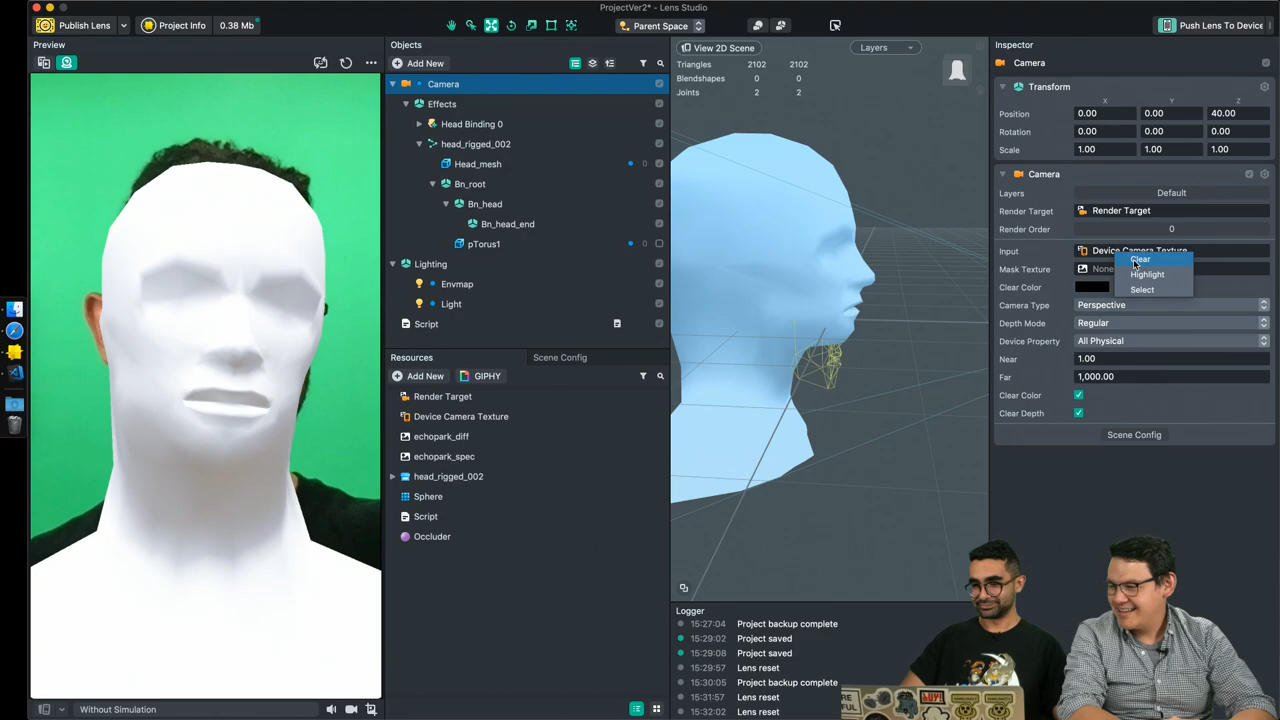 ProjectVer2* - Lens Studio
Publish Lens
Project Info
0.38 Mb
Parent Space
Push Lens To Device
Preview
Objects
Inspector
Add New
View 2D Scene
Layers
Camera
Triangles 2102 2102
Blendshapes 0 0
Joints 2 2
Camera
Effects
Head Binding 0
head_rigged_002
Head_mesh 0
Bn_root
Bn_head
Bn_head_end
pTorus1 0
Lighting
Envmap
Light
Script
Transform
X Y Z
Position 0.00 0.00 40.00
Rotation 0.00 0.00 0.00
Scale 1.00 1.00 1.00
Camera
Layers Default
Render Target Render Target
Render Order 0
Input Device Camera Texture
Mask Texture None
Clear Color
Clear
Highlight
Select
Camera Type Perspective
Depth Mode Regular
Device Property All Physical
Near 1.00
Far 1,000.00
Clear Color
Clear Depth
Scene Config
Resources
Scene Config
Add New
GIPHY
Render Target
Device Camera Texture
echopark_diff
echopark_spec
head_rigged_002
Sphere
Script
Occluder
Logger
15:27:04 Project backup complete
15:29:02 Project saved
15:29:08 Project saved
15:29:57 Lens reset
15:30:05 Project backup complete
15:31:57 Lens reset
15:32:02 Lens reset
Without Simulation